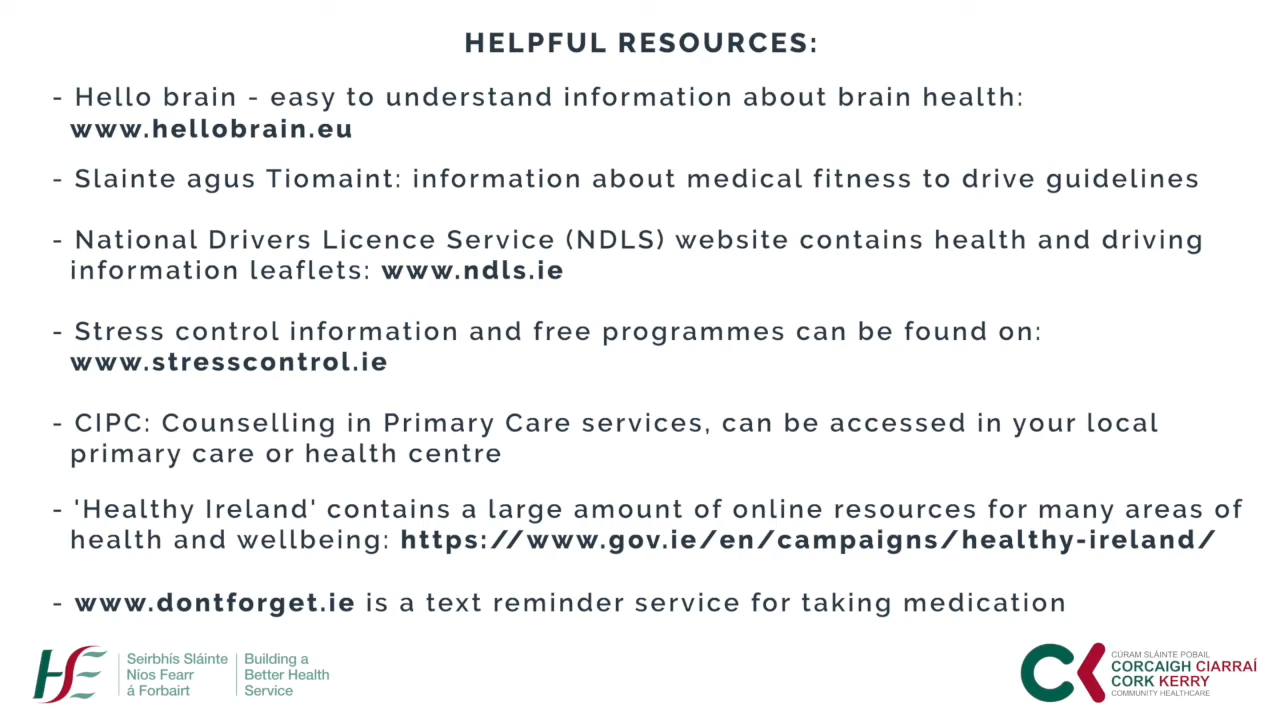 HELPFUL RESOURCES:
- Hello brain - easy to understand information about brain health:
www.hellobrain.eu
- Slainte agus Tiomaint: information about medical fitness to drive guidelines
- National Drivers Licence Service (NDLS) website contains health and driving
information leaflets: www.ndls.ie
- Stress control information and free programmes can be found on:
www.stresscontrol.ie
- CIPC: Counselling in Primary Care services, can be accessed in your local
primary care or health centre
- 'Healthy Ireland' contains a large amount of online resources for many areas of
health and wellbeing: https://www.gov.ie/en/campaigns/healthy-ireland/
- www.dontforget.ie is a text reminder service for taking medication
HSE
Seirbhís Sláinte
Níos Fearr
á Forbairt
Building a
Better Health
Service
CK
CÚRAM SLÁINTE POBAIL
CORCAIGH CIARRAÍ
CORK KERRY
COMMUNITY HEALTHCARE